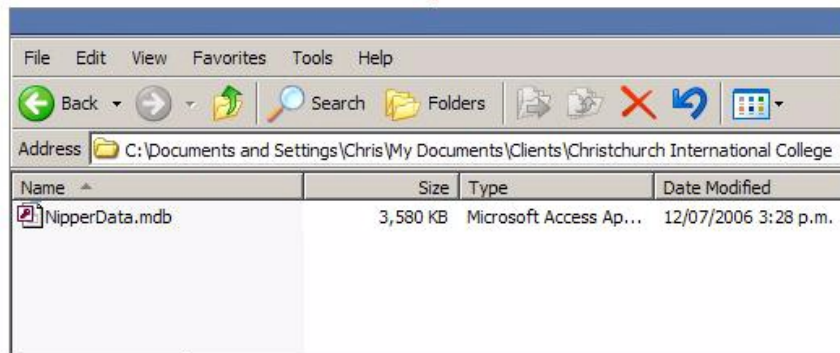 File Edit View Favorites Tools Help
Back Search Folders
Address C:\Documents and Settings\Chris\My Documents\Clients\Christchurch International College
Name Size Type Date Modified
NipperData.mdb 3,580 KB Microsoft Access Ap... 12/07/2006 3:28 p.m.